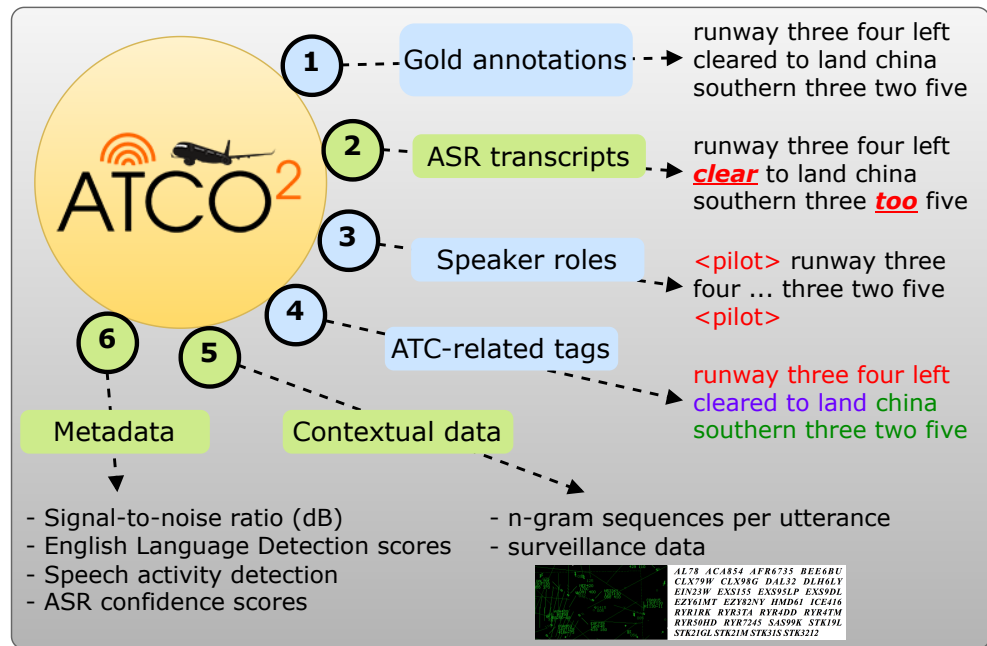 1
Gold annotations
runway three four left
cleared to land china
southern three two five
ATCO2
2
ASR transcripts
runway three four left
clear to land china
southern three too five
3
Speaker roles
<pilot> runway three
four ... three two five
<pilot>
4
ATC-related tags
runway three four left
cleared to land china
southern three two five
6
Metadata
- Signal-to-noise ratio (dB)
- English Language Detection scores
- Speech activity detection
- ASR confidence scores
5
Contextual data
- n-gram sequences per utterance
- surveillance data
AL78 ACA854 AFR6735 BEE6BU
CLX79W CLX98G DAL32 DLH6LY
EIN23W EXS155 EXS95LP EXS9DL
EZY61MT EZY82NY HMD61 ICE416
RYR1RK RYR3TA RYR4DD RYR4TM
RYR50HD RYR7245 SAS99K STK19L
STK21GL STK21M STK31S STK3212